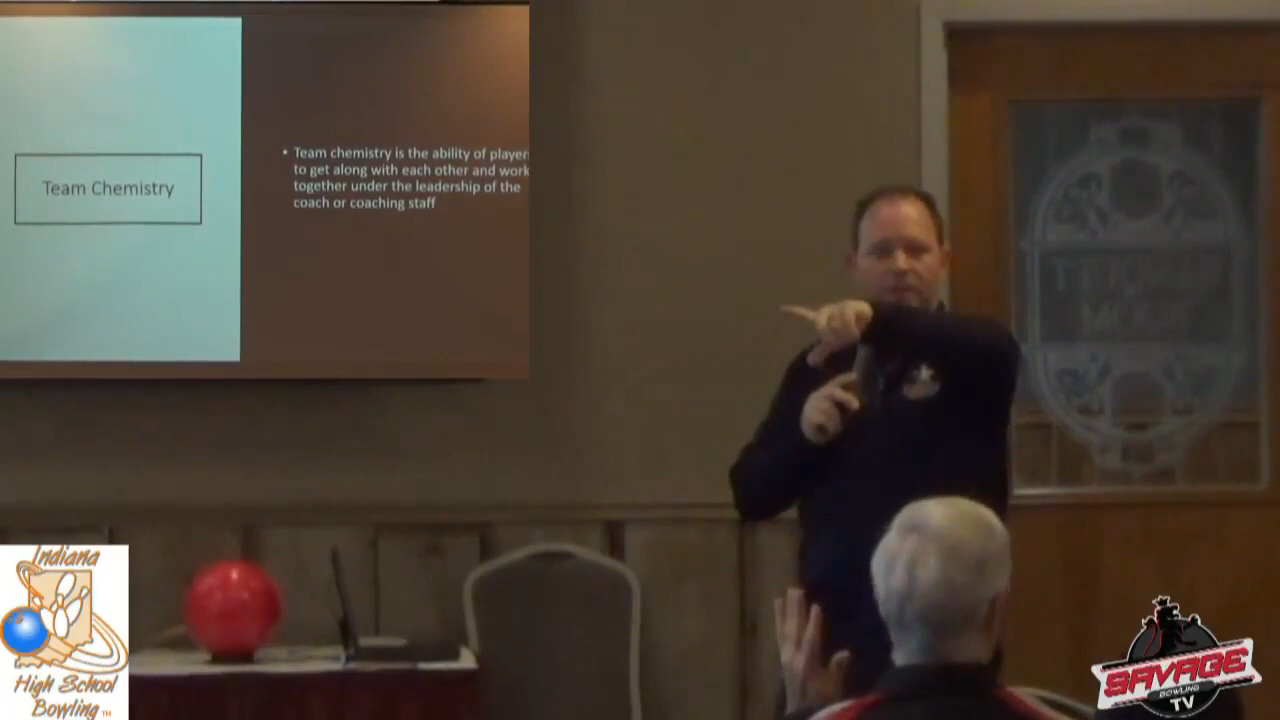 Team Chemistry
• Team chemistry is the ability of player
to get along with each other and work
together under the leadership of the
coach or coaching staff
Indiana
High School
Bowling™
SAVAGE
BOWLING
TV